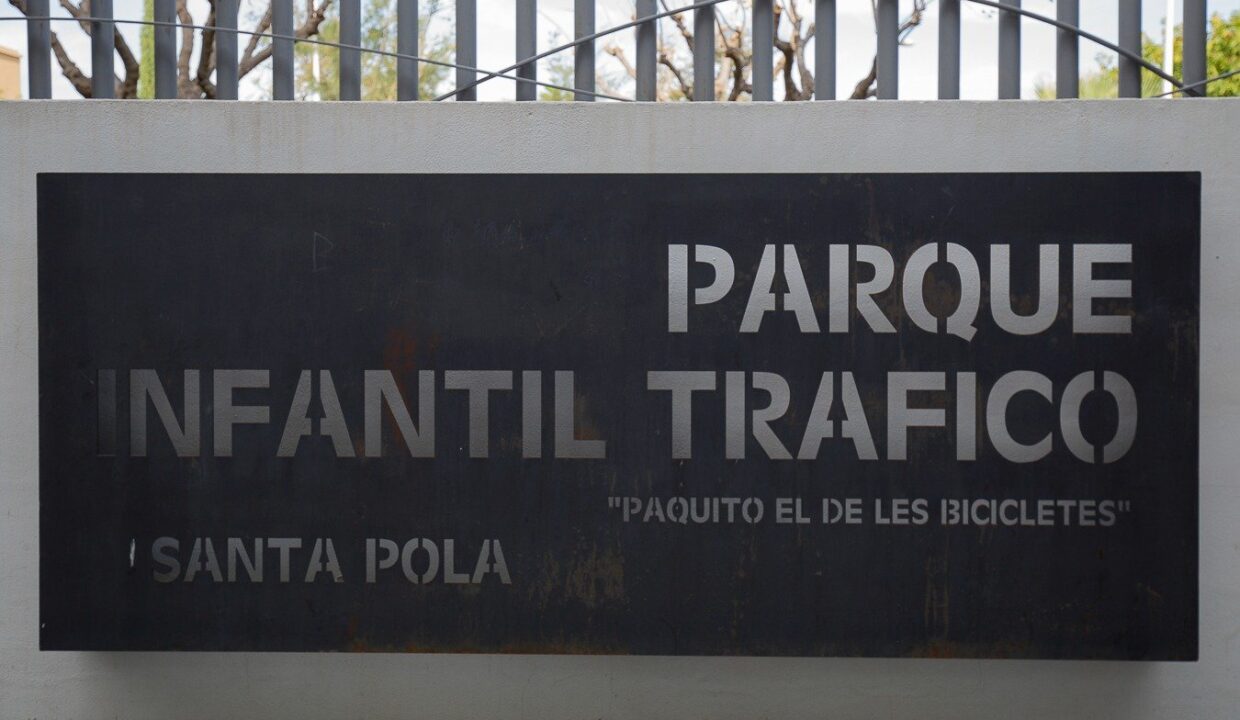 PARQUE
INFANTIL TRAFICO
"PAQUITO EL DE LES BICICLETES"
SANTA POLA